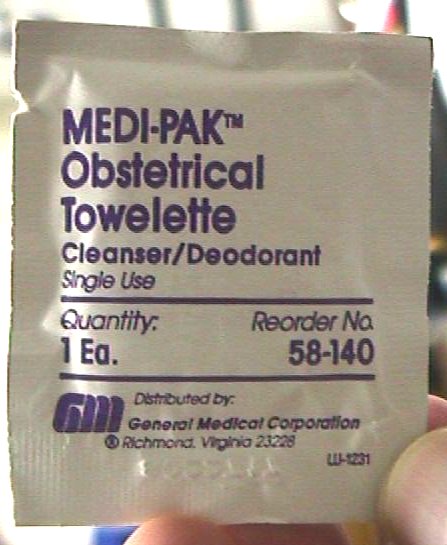 MEDI-PAK™
Obstetrical
Towelette
Cleanser/Deodorant
Single Use
Quantity: Reorder No.
1 Ea. 58-140
GM Distributed by:
General Medical Corporation
® Richmond, Virginia 23228
LU-1231